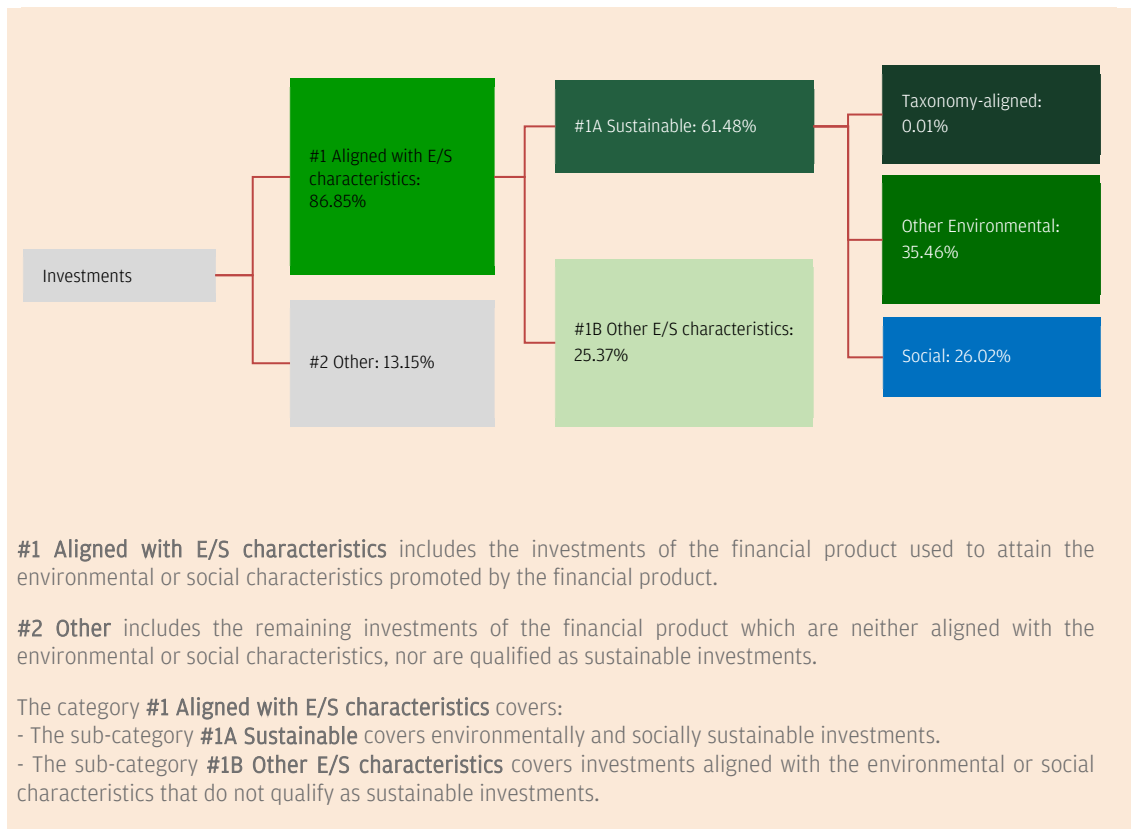 Taxonomy-aligned:
0.01%
#1A Sustainable: 61.48%
#1 Aligned with E/S
characteristics:
86.85%
Other Environmental:
35.46%
Investments
#1B Other E/S characteristics:
25.37%
#2 Other: 13.15%
Social: 26.02%
#1 Aligned with E/S characteristics includes the investments of the financial product used to attain the
environmental or social characteristics promoted by the financial product.
#2 Other includes the remaining investments of the financial product which are neither aligned with the
environmental or social characteristics, nor are qualified as sustainable investments.
The category #1 Aligned with E/S characteristics covers:
- The sub-category #1A Sustainable covers environmentally and socially sustainable investments.
- The sub-category #1B Other E/S characteristics covers investments aligned with the environmental or social
characteristics that do not qualify as sustainable investments.